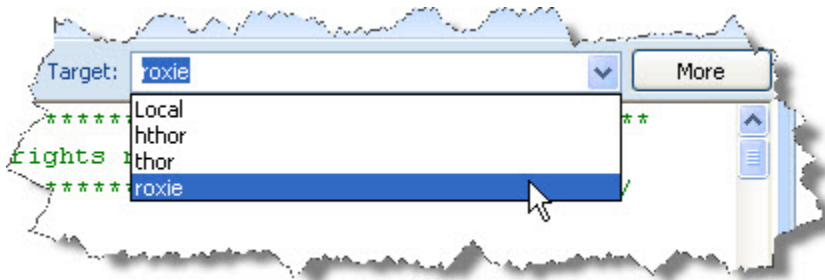 Target: roxie More
Local
*****   **
hthor
rights
thor
***** /
roxie